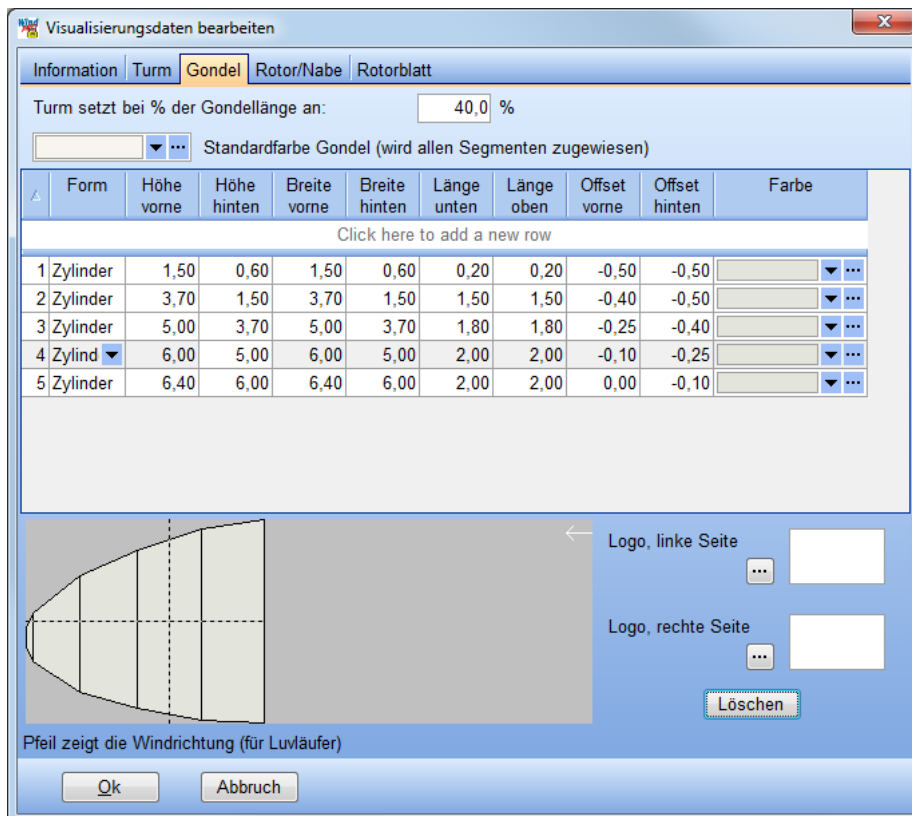 Wind
Visualisierungsdaten bearbeiten
Information Turm Gondel Rotor/Nabe Rotorblatt
Turm setzt bei % der Gondellänge an: 40,0 %
Standardfarbe Gondel (wird allen Segmenten zugewiesen)
Form Höhe vorne Höhe hinten Breite vorne Breite hinten Länge unten Länge oben Offset vorne Offset hinten Farbe
Click here to add a new row
1 Zylinder 1,50 0,60 1,50 0,60 0,20 0,20 -0,50 -0,50
2 Zylinder 3,70 1,50 3,70 1,50 1,50 1,50 -0,40 -0,50
3 Zylinder 5,00 3,70 5,00 3,70 1,80 1,80 -0,25 -0,40
4 Zylind 6,00 5,00 6,00 5,00 2,00 2,00 -0,10 -0,25
5 Zylinder 6,40 6,00 6,40 6,00 2,00 2,00 0,00 -0,10
Logo, linke Seite
...
Logo, rechte Seite
...
Löschen
Pfeil zeigt die Windrichtung (für Luvläufer)
Ok Abbruch